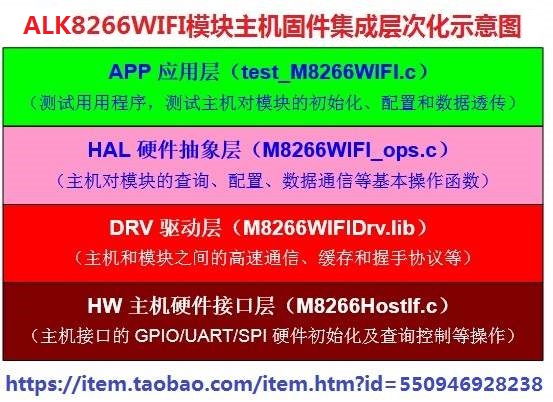 ALK8266WIFI模块主机固件集成层次化示意图
APP 应用层（test_M8266WIFI.c）
（测试用用程序，测试主机对模块的初始化、配置和数据透传）
HAL 硬件抽象层（M8266WIFI_ops.c）
（主机对模块的查询、配置、数据通信等基本操作函数）
DRV 驱动层（M8266WIFIDrv.lib）
（主机和模块之间的高速通信、缓存和握手协议等）
HW 主机硬件接口层（M8266HostIf.c）
（主机接口的 GPIO/UART/SPI 硬件初始化及查询控制等操作）
https://item.taobao.com/item.htm?id=550946928238